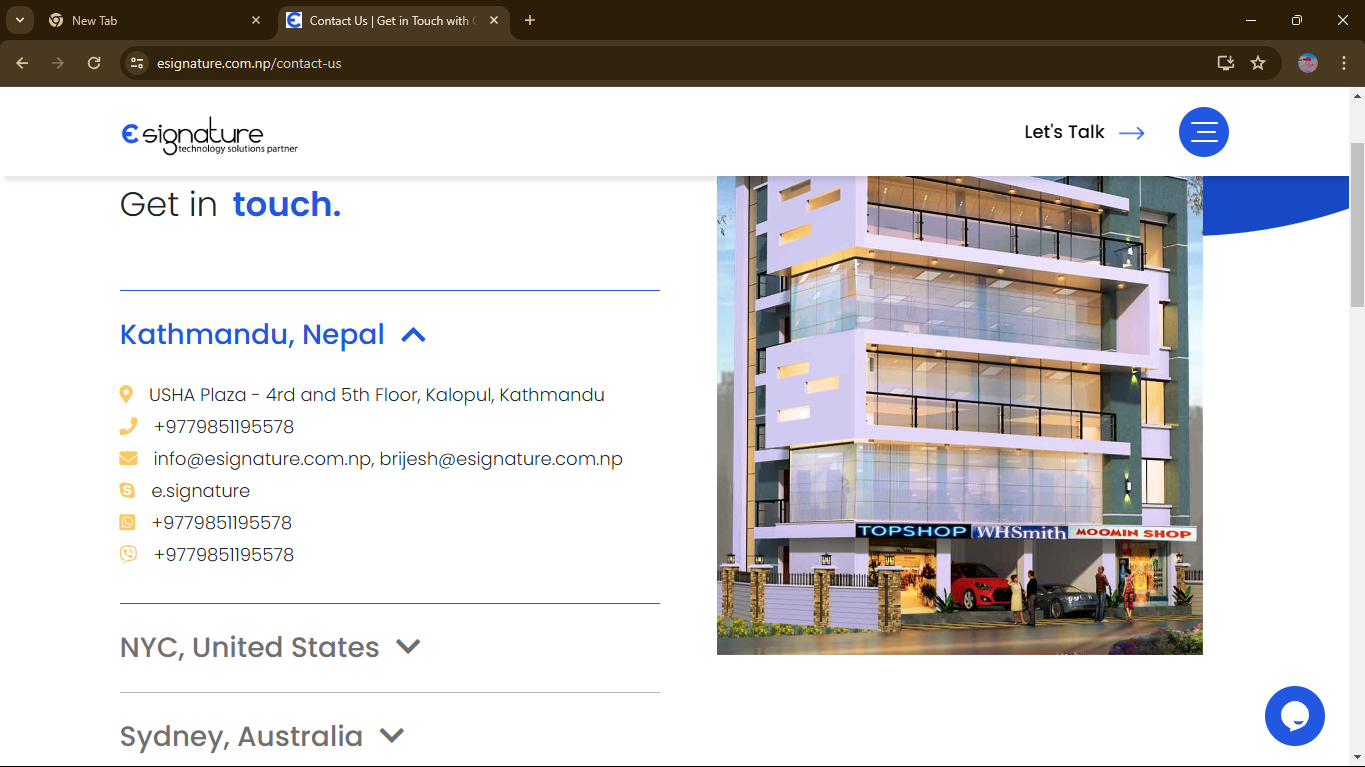 New Tab
Contact Us | Get in Touch with
esignature.com.np/contact-us
esignature
technology solutions partner
Let's Talk
Get in touch.
Kathmandu, Nepal
USHA Plaza - 4rd and 5th Floor, Kalopul, Kathmandu
+9779851195578
info@esignature.com.np, brijesh@esignature.com.np
e.signature
+9779851195578
+9779851195578
TOPSHOP WHSmith MOOMIN SHOP
NYC, United States
Sydney, Australia